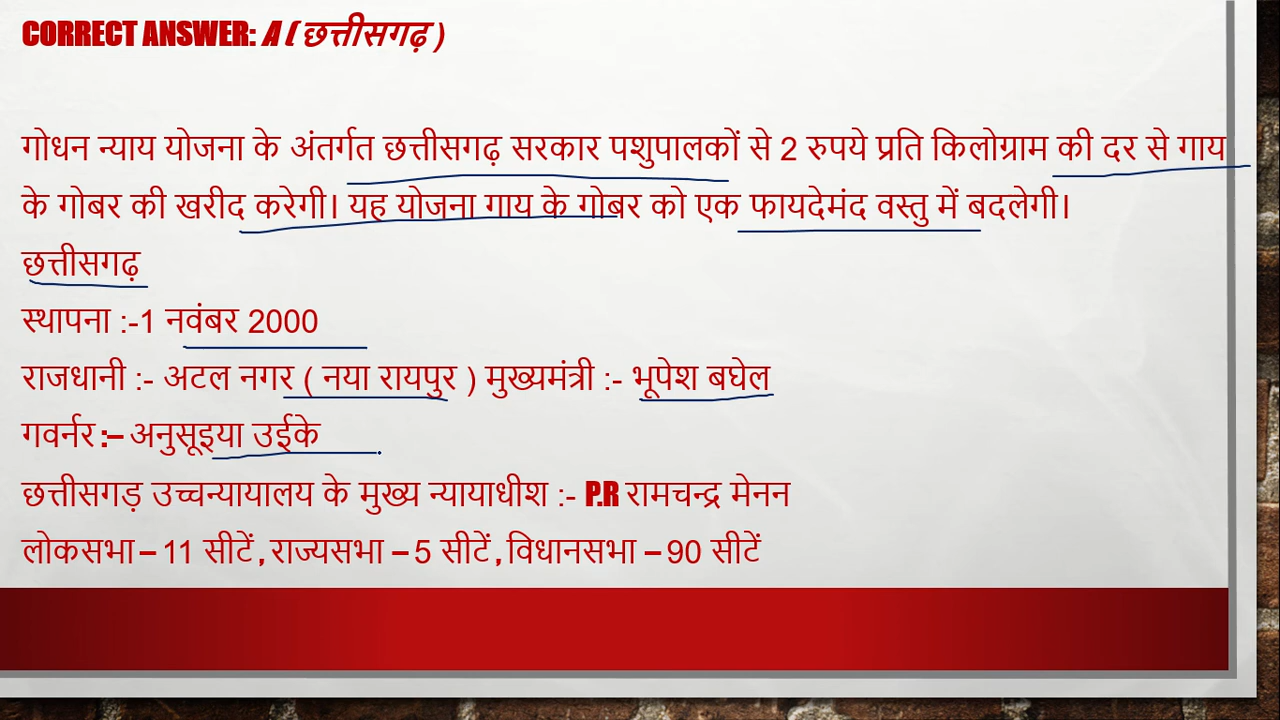 CORRECT ANSWER: A ( छत्तीसगढ़ )
गोधन न्याय योजना के अंतर्गत छत्तीसगढ़ सरकार पशुपालकों से 2 रुपये प्रति किलोग्राम की दर से गाय
के गोबर की खरीद करेगी। यह योजना गाय के गोबर को एक फायदेमंद वस्तु में बदलेगी।
छत्तीसगढ़
स्थापना :-1 नवंबर 2000
राजधानी :- अटल नगर ( नया रायपुर ) मुख्यमंत्री :- भूपेश बघेल
गवर्नर :– अनुसूइया उईके
छत्तीसगड़ उच्चन्यायालय के मुख्य न्यायाधीश :- P.R रामचन्द्र मेनन
लोकसभा – 11 सीटें , राज्यसभा – 5 सीटें , विधानसभा – 90 सीटें